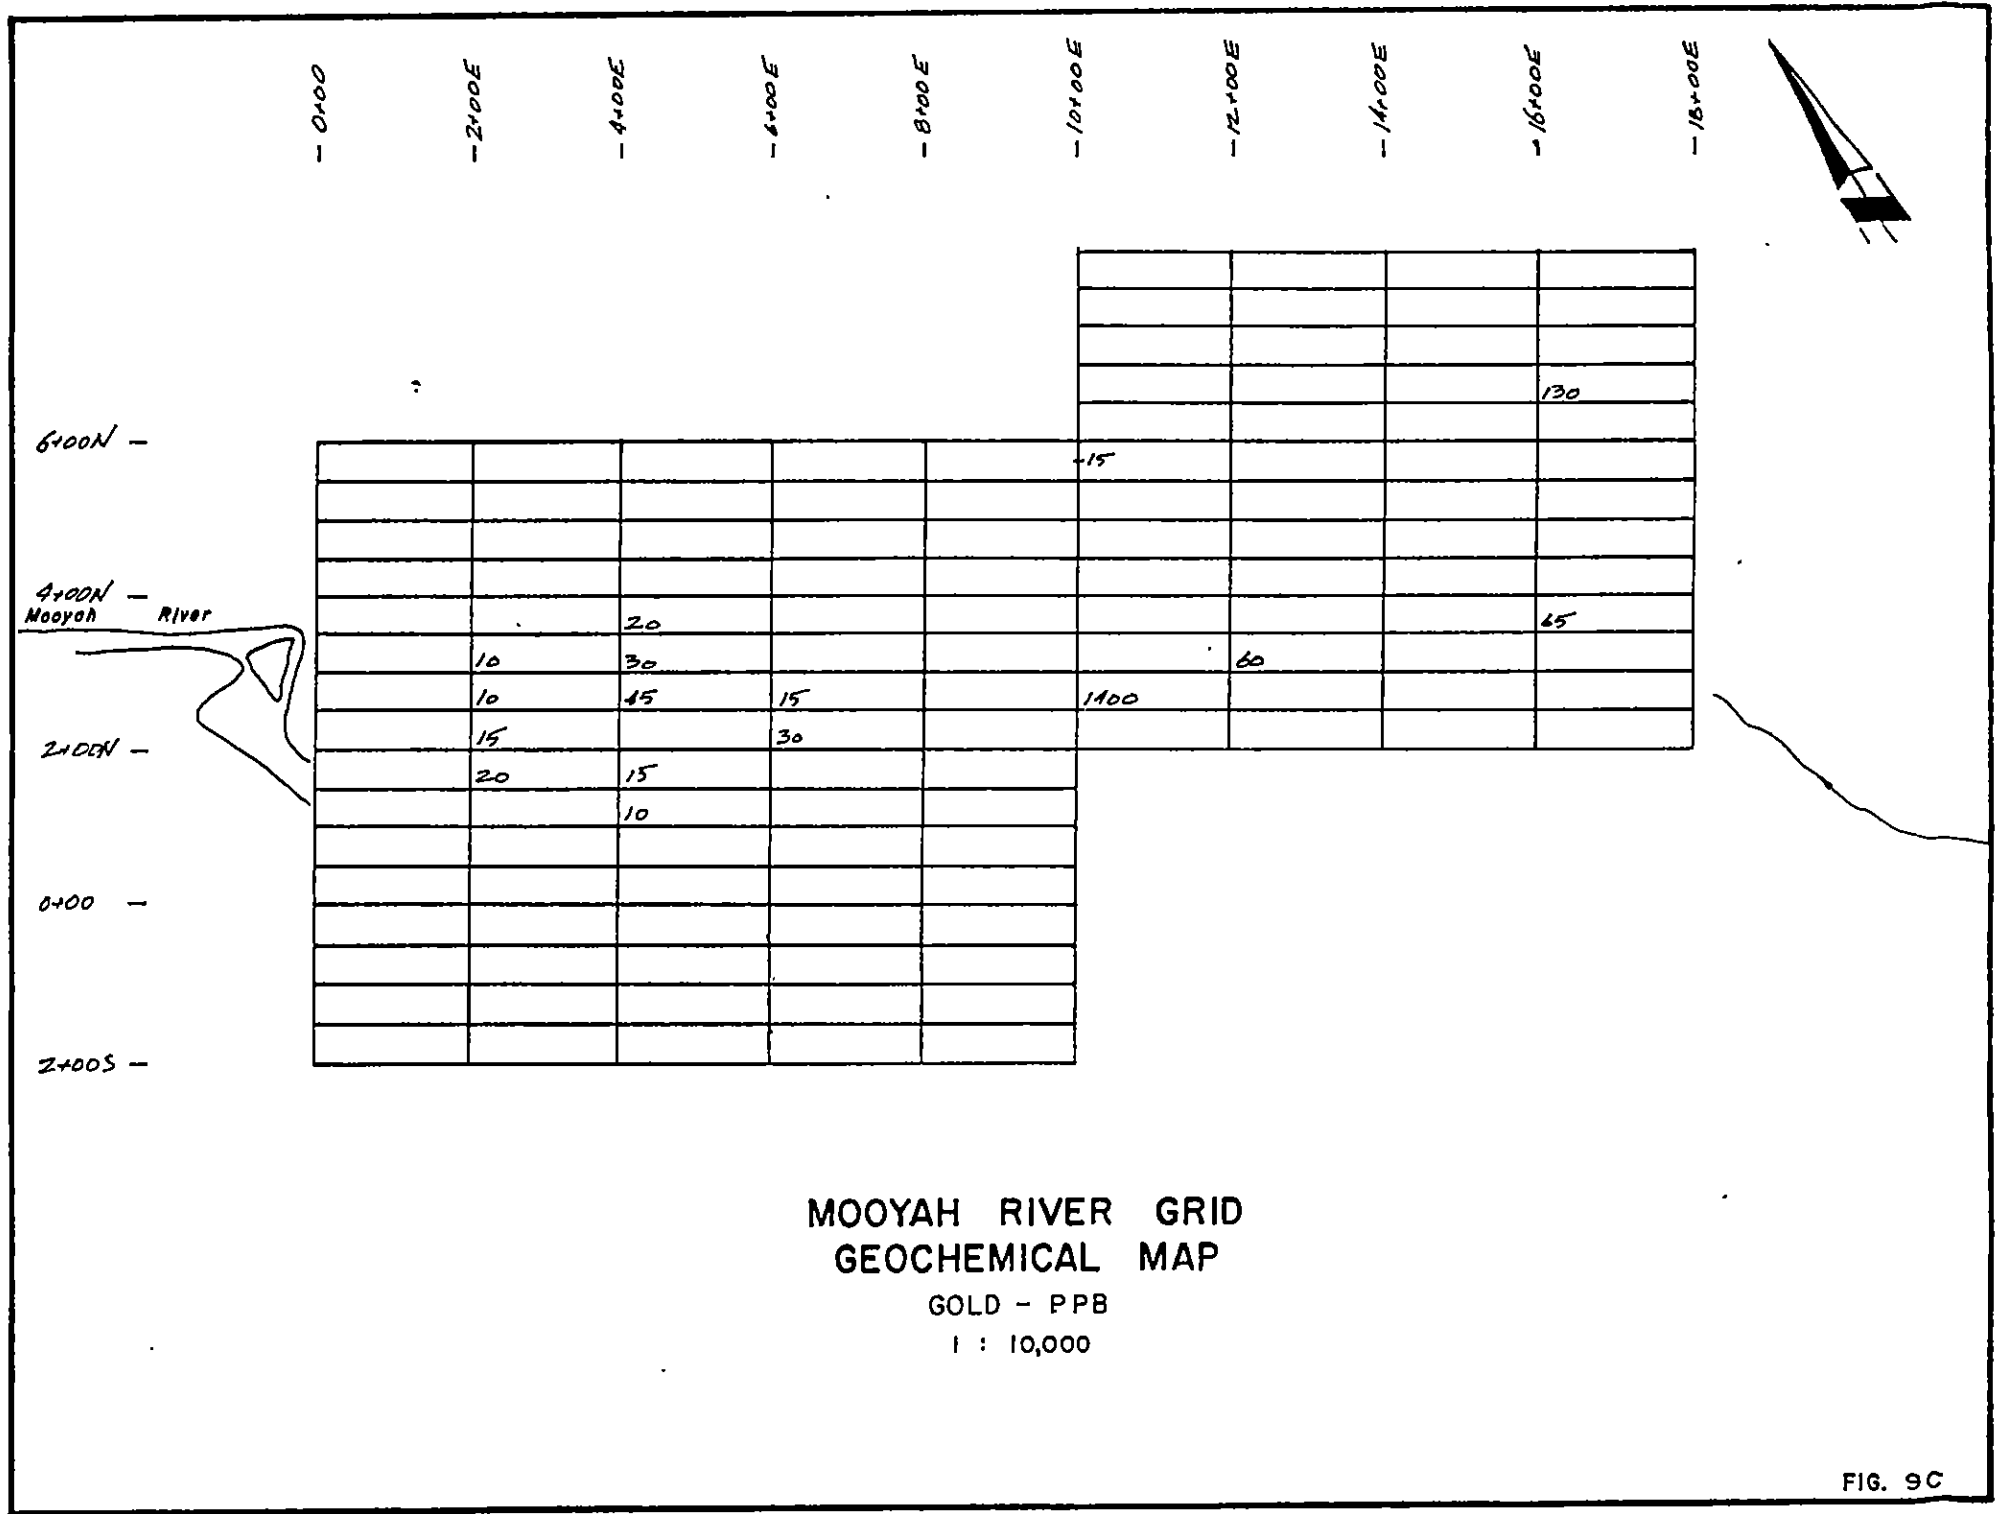 - 0+00 - 2+00E - 4+00E - 6+00E - 8+00E - 10+00E - 12+00E - 14+00E - 16+00E - 18+00E
130
6+00N -
-15
4+00N -
Mooyah River
20
10 30 60
10 15 1400
2+00N -
15 30
20 15
10
0+00 -
2+00S -
MOOYAH RIVER GRID
GEOCHEMICAL MAP
GOLD - PPB
1 : 10,000
FIG. 9C